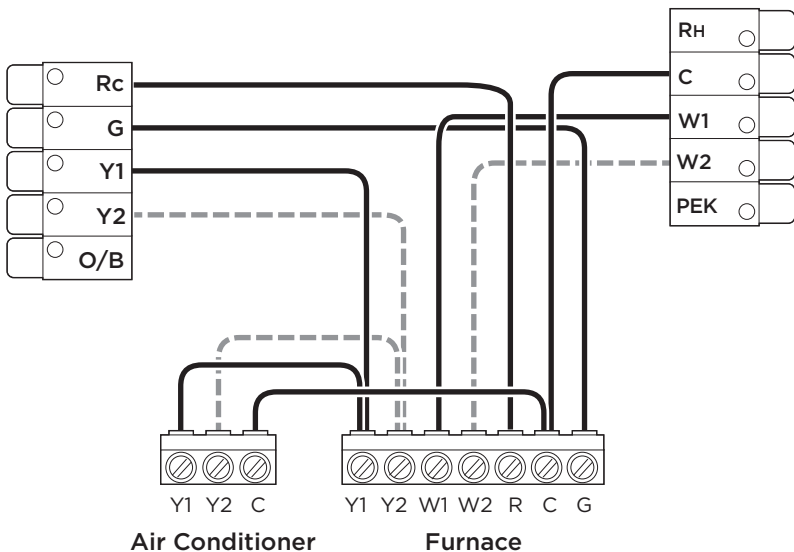 Rc
G
Y1
Y2
O/B
RH
C
W1
W2
PEK
Y1 Y2 C
Air Conditioner
Y1 Y2 W1 W2 R C G
Furnace